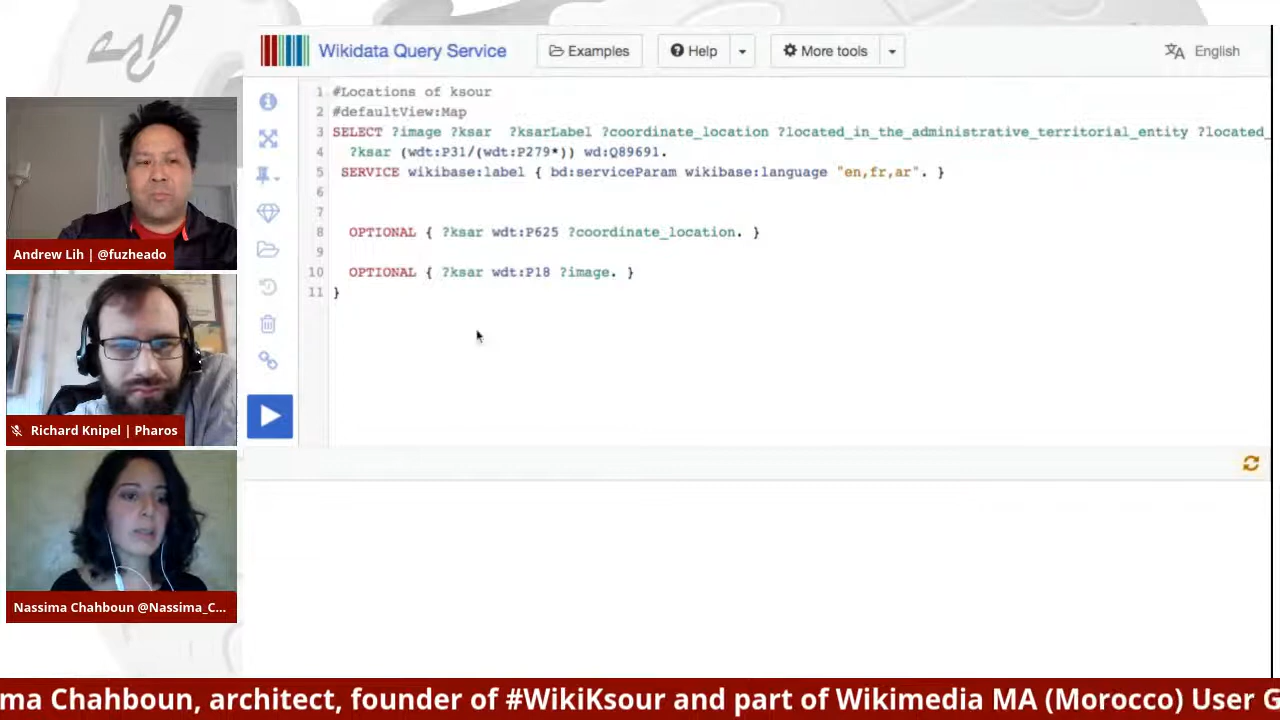 Wikidata Query Service
Examples
Help
More tools
English
1 #Locations of ksour
2 #defaultView:Map
3 SELECT ?image ?ksar ?ksarLabel ?coordinate_location ?located_in_the_administrative_territorial_entity ?located_
4 ?ksar (wdt:P31/(wdt:P279*)) wd:Q89691.
5 SERVICE wikibase:label { bd:serviceParam wikibase:language "en,fr,ar". }
6
7
8 OPTIONAL { ?ksar wdt:P625 ?coordinate_location. }
9
10 OPTIONAL { ?ksar wdt:P18 ?image. }
11 }
Andrew Lih | @fuzheado
Richard Knipel | Pharos
Nassima Chahboun @Nassima_C...
ma Chahboun, architect, founder of #WikiKsour and part of Wikimedia MA (Morocco) User G